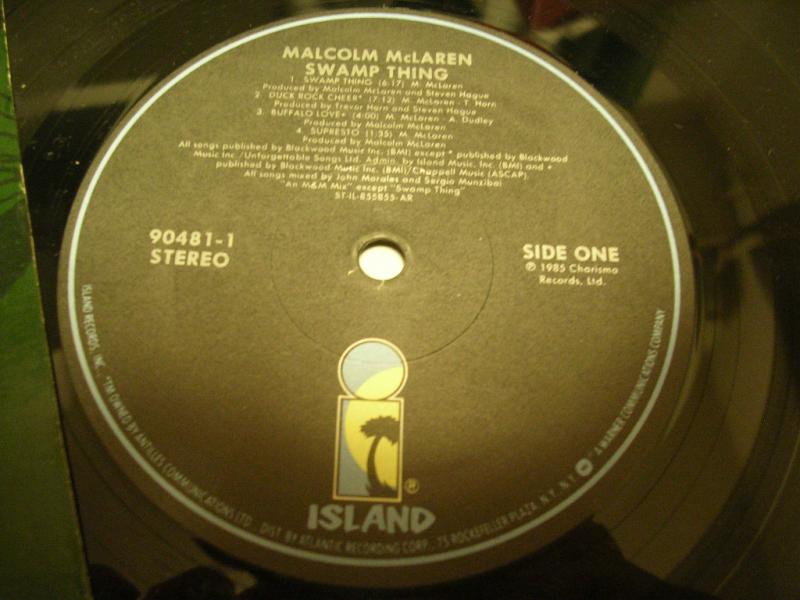 MALCOLM McLAREN
SWAMP THING
1. SWAMP THING (6:17) M. McLaren
Produced by Malcolm McLaren and Steven Hague
2. DUCK ROCK CHEER* (7:12) M. McLaren - T. Horn
Produced by Trevor Horn and Steven Hague
3. BUFFALO LOVE+ (4:00) M. McLaren - A. Dudley
Produced by Malcolm McLaren
4. SUPRESTO (1:35) M. McLaren
Produced by Malcolm McLaren
All songs published by Blackwood Music Inc. (BMI) except * published by Blackwood
Music Inc./Unforgettable Songs Ltd. Admin. by Island Music, Inc. (BMI) and +
published by Blackwood Music Inc. (BMI)/Chappell Music (ASCAP).
All songs mixed by John Morales and Sergio Munzibai
"An M&M Mix" except "Swamp Thing"
ST-IL-855855-AR
90481-1
STEREO
SIDE ONE
℗ 1985 Charisma
Records, Ltd.
®
ISLAND
ISLAND RECORDS, INC. "TM OWNED BY ANTILLES COMMUNICATIONS LTD. DIST. BY ATLANTIC RECORDING CORP., 75 ROCKEFELLER PLAZA, N.Y., N.Y. A WARNER COMMUNICATIONS COMPANY